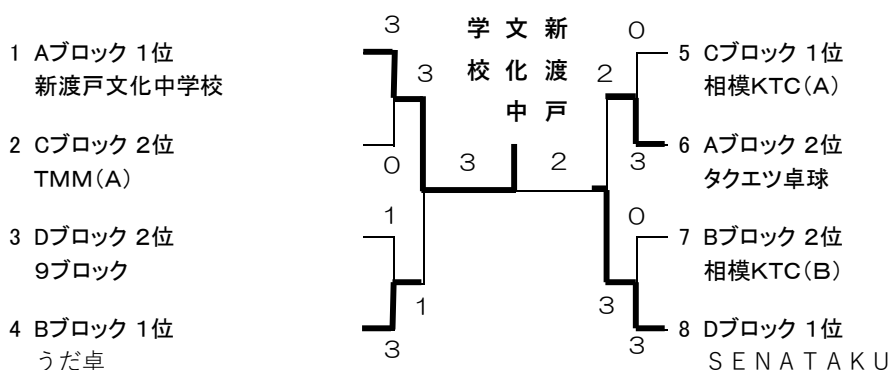 1 Aブロック 1位
新渡戸文化中学校
2 Cブロック 2位
TMM(A)
3 Dブロック 2位
9ブロック
4 Bブロック 1位
うだ卓
3
0
1
3
3
1
3
新渡戸
文化中
学校
2
2
3
0
3
0
3
5 Cブロック 1位
相模KTC(A)
6 Aブロック 2位
タクエツ卓球
7 Bブロック 2位
相模KTC(B)
8 Dブロック 1位
SENATAKU